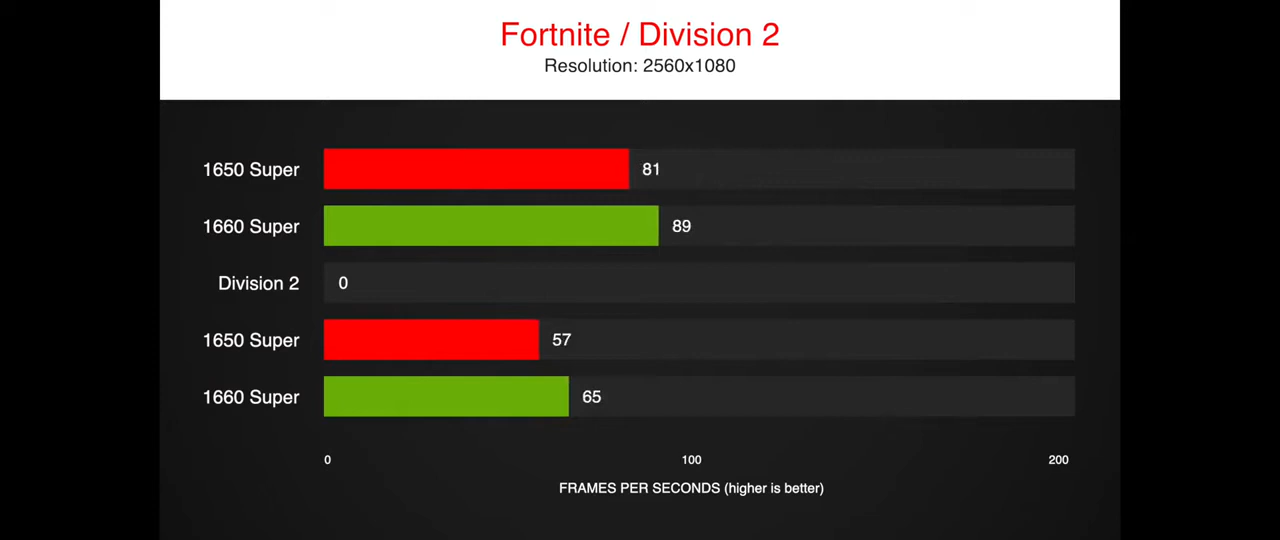 Fortnite / Division 2
Resolution: 2560x1080
1650 Super 81
1660 Super 89
Division 2 0
1650 Super 57
1660 Super 65
0 100 200
FRAMES PER SECONDS (higher is better)